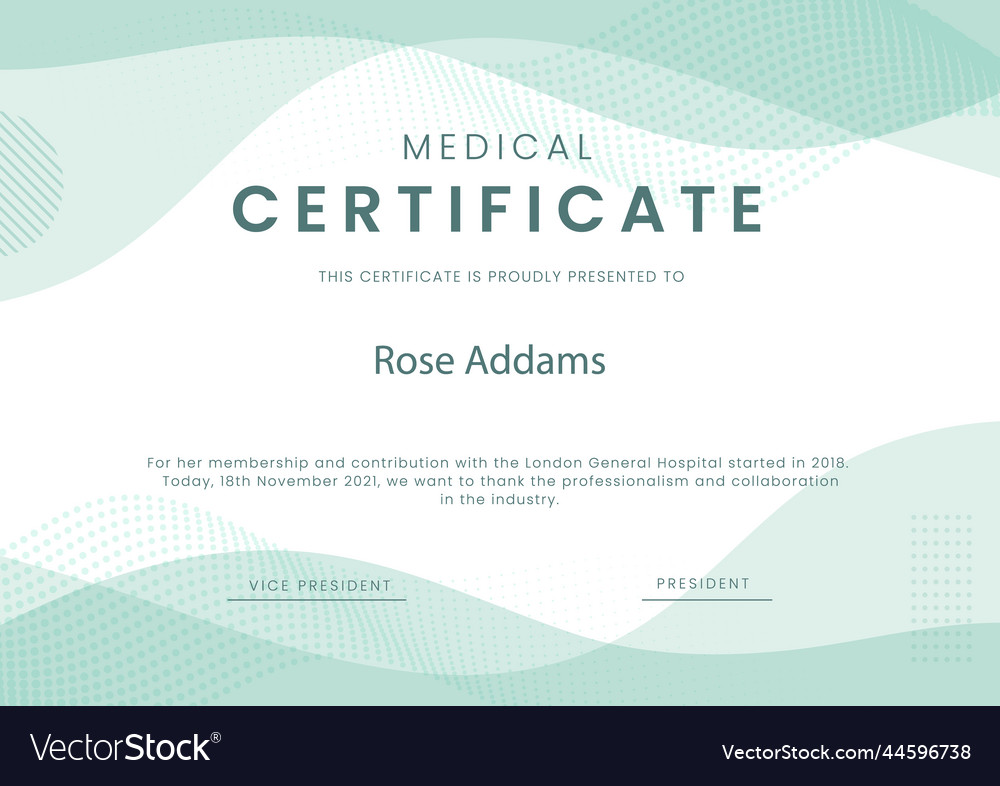 MEDICAL
CERTIFICATE
THIS CERTIFICATE IS PROUDLY PRESENTED TO
Rose Addams
For her membership and contribution with the London General Hospital started in 2018.
Today, 18th November 2021, we want to thank the professionalism and collaboration
in the industry.
VICE PRESIDENT
PRESIDENT
VectorStock®
VectorStock.com/44596738